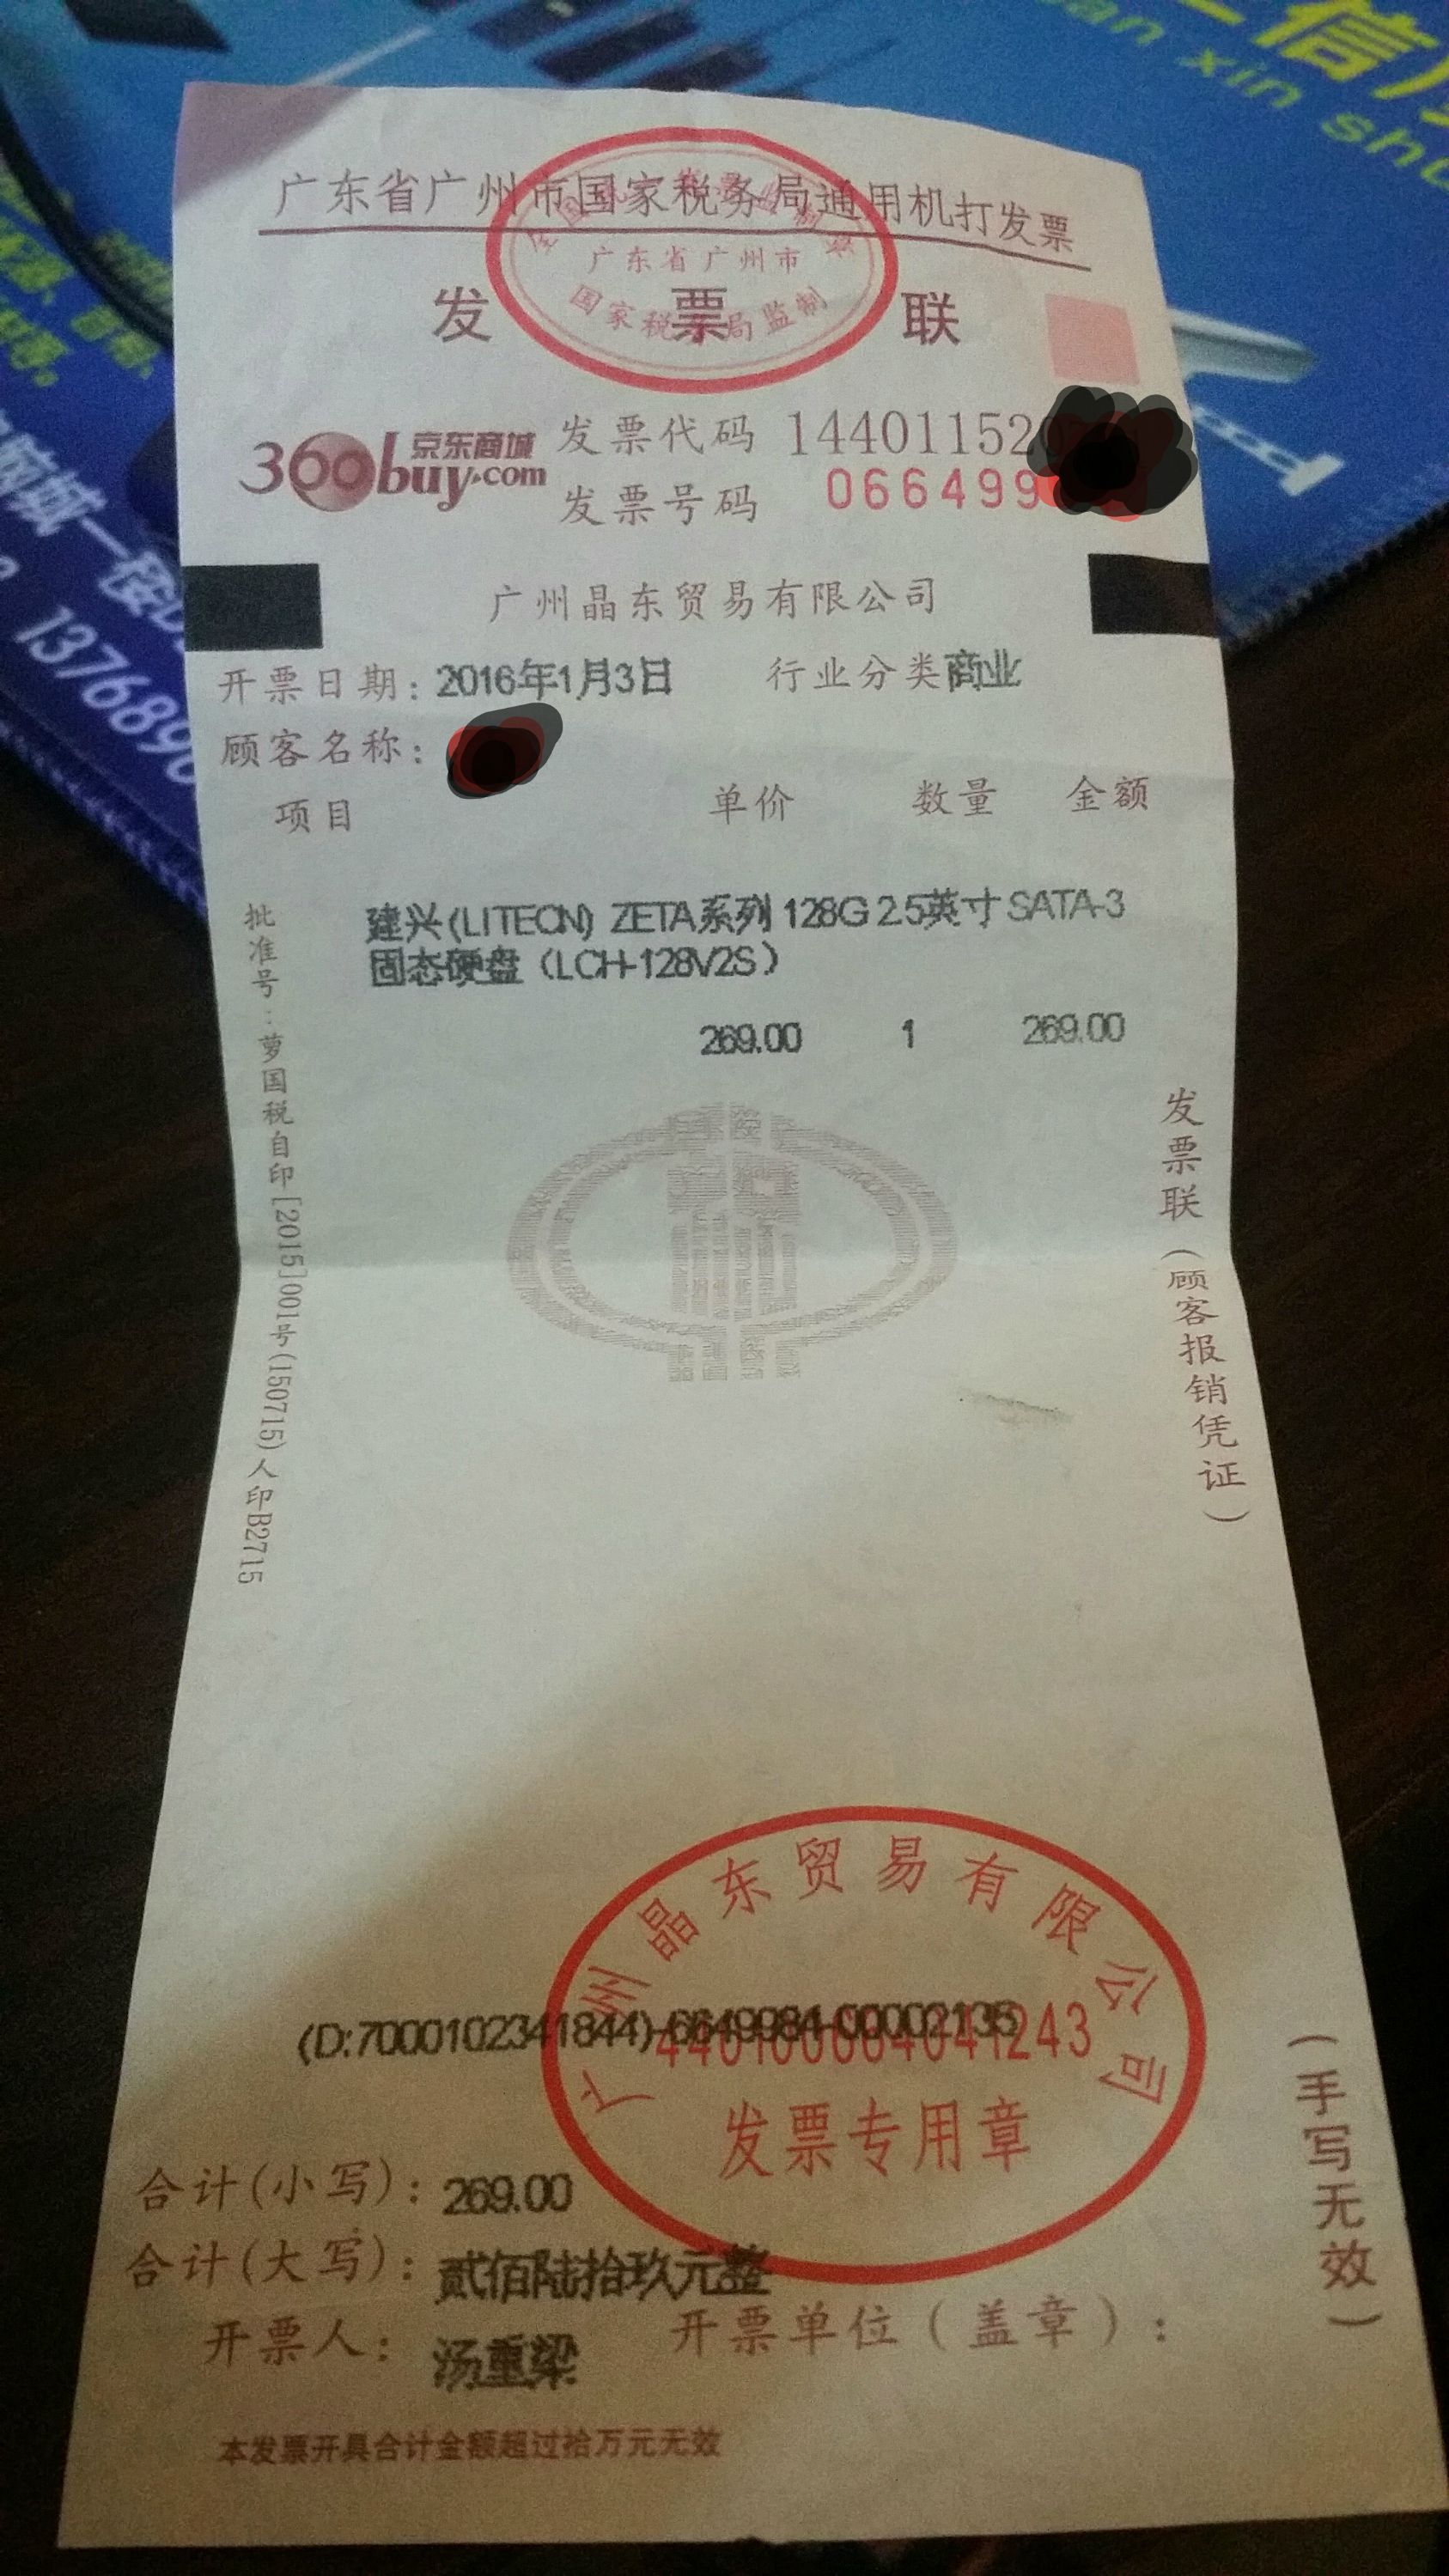 广东省广州市国家税务局通用机打发票
广东省广州市
国家税务局监制
发票联
360buy.com 京东商城
发票代码 144011520
发票号码 066499
广州晶东贸易有限公司
开票日期：2016年1月3日 行业分类 商业
顾客名称：
项目 单价 数量 金额
建兴(LITEON) ZETA系列 128G 2.5英寸 SATA-3
固态硬盘（LCH-128V2S）
269.00 1 269.00
批准号：萝国税自印[2015]001号(150715)人印B2715
发票联（顾客报销凭证）
广州晶东贸易有限公司
(D:7000102341844)-6649984-00002135
440100664041243
发票专用章
（手写无效）
合计(小写)：269.00
合计(大写)：贰佰陆拾玖元整
开票人：汤重梁 开票单位（盖章）：
本发票开具合计金额超过拾万元无效
信
an xin shu
1376890